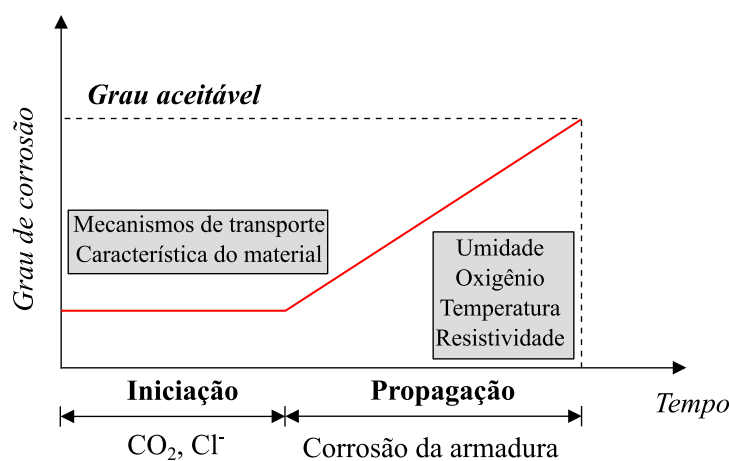 Grau aceitável
Grau de corrosão
Mecanismos de transporte
Característica do material
Umidade
Oxigênio
Temperatura
Resistividade
Iniciação
Propagação
Tempo
CO₂, Cl⁻
Corrosão da armadura